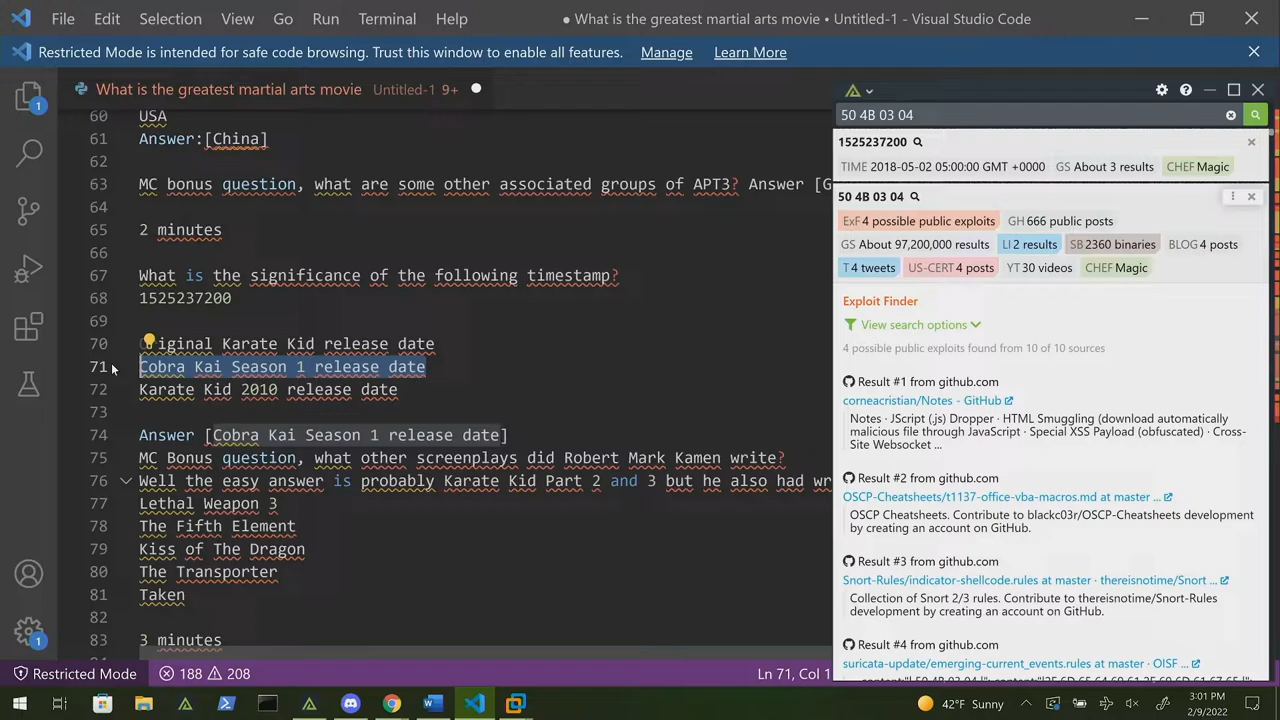 File Edit Selection View Go Run Terminal Help
● What is the greatest martial arts movie • Untitled-1 - Visual Studio Code
Restricted Mode is intended for safe code browsing. Trust this window to enable all features. Manage Learn More
What is the greatest martial arts movie Untitled-1 9+
60 USA
61 Answer:[China]
62
63 MC bonus question, what are some other associated groups of APT3? Answer [G
64
65 2 minutes
66
67 What is the significance of the following timestamp?
68 1525237200
69
70 riginal Karate Kid release date
71 Cobra Kai Season 1 release date
72 Karate Kid 2010 release date
73
74 Answer [Cobra Kai Season 1 release date]
75 MC Bonus question, what other screenplays did Robert Mark Kamen write?
76 Well the easy answer is probably Karate Kid Part 2 and 3 but he also had wr
77 Lethal Weapon 3
78 The Fifth Element
79 Kiss of The Dragon
80 The Transporter
81 Taken
82
83 3 minutes
50 4B 03 04
1525237200
TIME 2018-05-02 05:00:00 GMT +0000 GS About 3 results CHEF Magic
50 4B 03 04
ExF 4 possible public exploits GH 666 public posts
GS About 97,200,000 results LI 2 results SB 2360 binaries BLOG 4 posts
T 4 tweets US-CERT 4 posts YT 30 videos CHEF Magic
Exploit Finder
View search options
4 possible public exploits found from 10 of 10 sources
Result #1 from github.com
corneacristian/Notes - GitHub
Notes · JScript (.js) Dropper · HTML Smuggling (download automatically
malicious file through JavaScript · Special XSS Payload (obfuscated) · Cross-
Site Websocket ...
Result #2 from github.com
OSCP-Cheatsheets/t1137-office-vba-macros.md at master ...
OSCP Cheatsheets. Contribute to blackc03r/OSCP-Cheatsheets development
by creating an account on GitHub.
Result #3 from github.com
Snort-Rules/indicator-shellcode.rules at master · thereisnotime/Snort ...
Collection of Snort 2/3 rules. Contribute to thereisnotime/Snort-Rules
development by creating an account on GitHub.
Result #4 from github.com
suricata-update/emerging-current_events.rules at master · OISF ...
1
1
Restricted Mode 188 208 Ln 71, Col 1
42°F Sunny
3:01 PM
2/9/2022